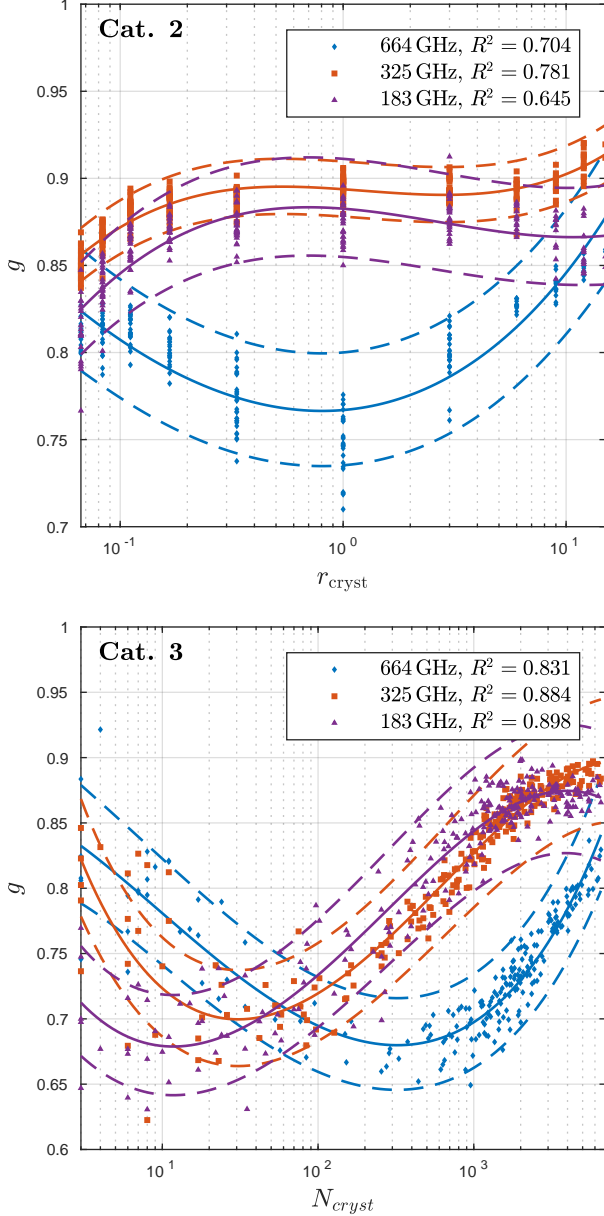 Cat. 2
664 GHz, R² = 0.704
325 GHz, R² = 0.781
183 GHz, R² = 0.645
1
0.95
0.9
0.85
0.8
0.75
0.7
g
10⁻¹ 10⁰ 10¹
r_cryst
Cat. 3
664 GHz, R² = 0.831
325 GHz, R² = 0.884
183 GHz, R² = 0.898
1
0.95
0.9
0.85
0.8
0.75
0.7
0.65
0.6
g
10¹ 10² 10³
N_cryst